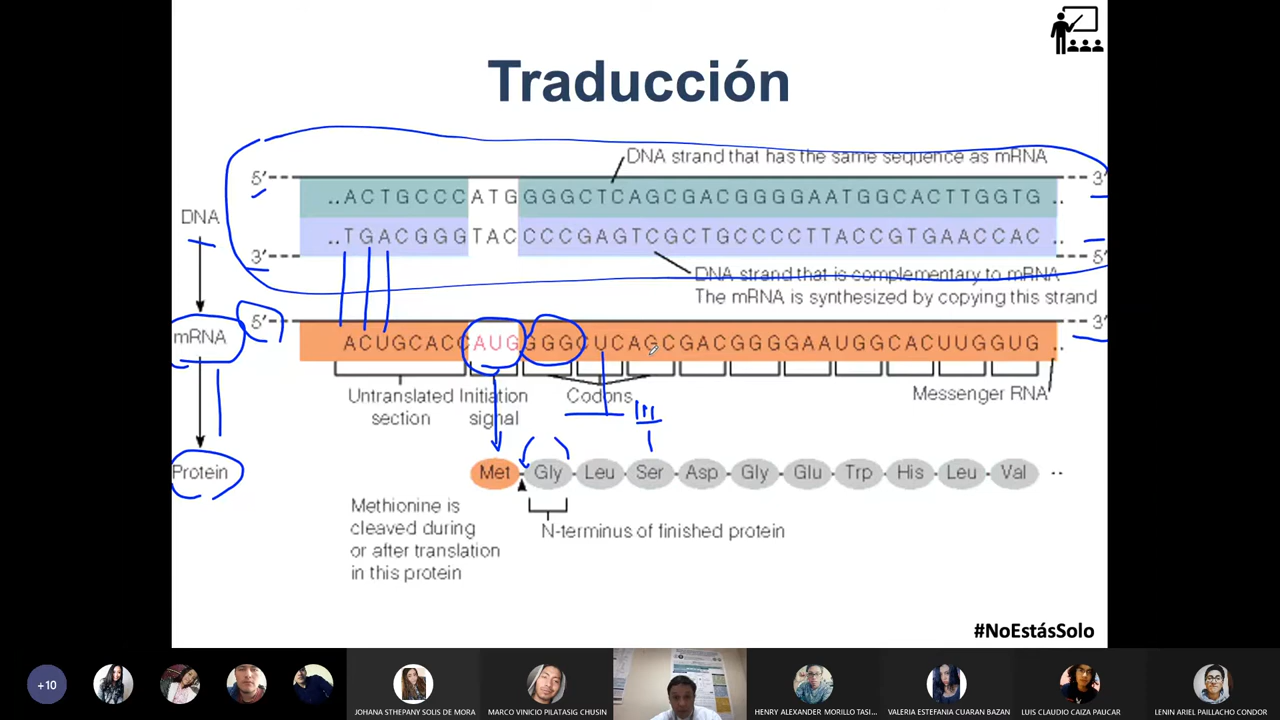 Traducción
DNA strand that has the same sequence as mRNA
5' 3'
..ACTGCCCATGGGGCTCAGCGACGGGGAATGGCACTTGGTG..
DNA
..TGACGGGTACCCCGAGTCGCTGCCCCTTACCGTGAACCAC..
3' 5'
DNA strand that is complementary to mRNA
The mRNA is synthesized by copying this strand
5' 3'
mRNA
ACUGCACCAUGGGGCUCAGCGACGGGGAAUGGCACUUGGUG..
Untranslated Initiation Codons Messenger RNA
section signal
Protein
Met Gly Leu Ser Asp Gly Glu Trp His Leu Val ..
Methionine is
cleaved during N-terminus of finished protein
or after translation
in this protein
#NoEstásSolo
+10
JOHANA STHEPANY SOLIS DE MORA
MARCO VINICIO PILATASIG CHUSIN
HENRY ALEXANDER MORILLO TASI...
VALERIA ESTEFANIA CUARAN BAZAN
LUIS CLAUDIO CAIZA PAUCAR
LENIN ARIEL PAILLACHO CONDOR